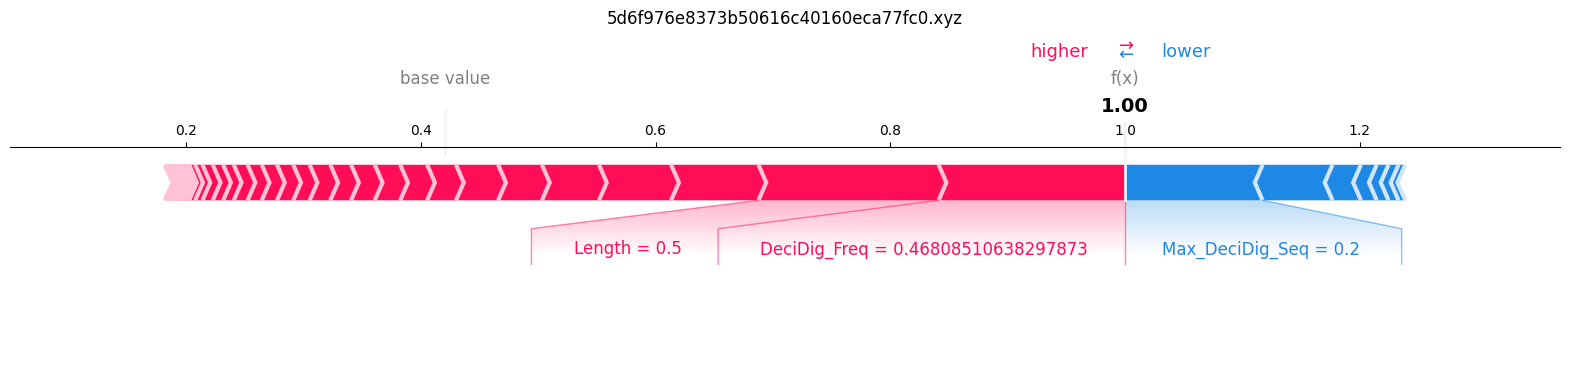 5d6f976e8373b50616c40160eca77fc0.xyz
higher → ← lower
base value f(x)
1.00
0.2 0.4 0.6 0.8 1.0 1.2
Length = 0.5 DeciDig_Freq = 0.46808510638297873 Max_DeciDig_Seq = 0.2